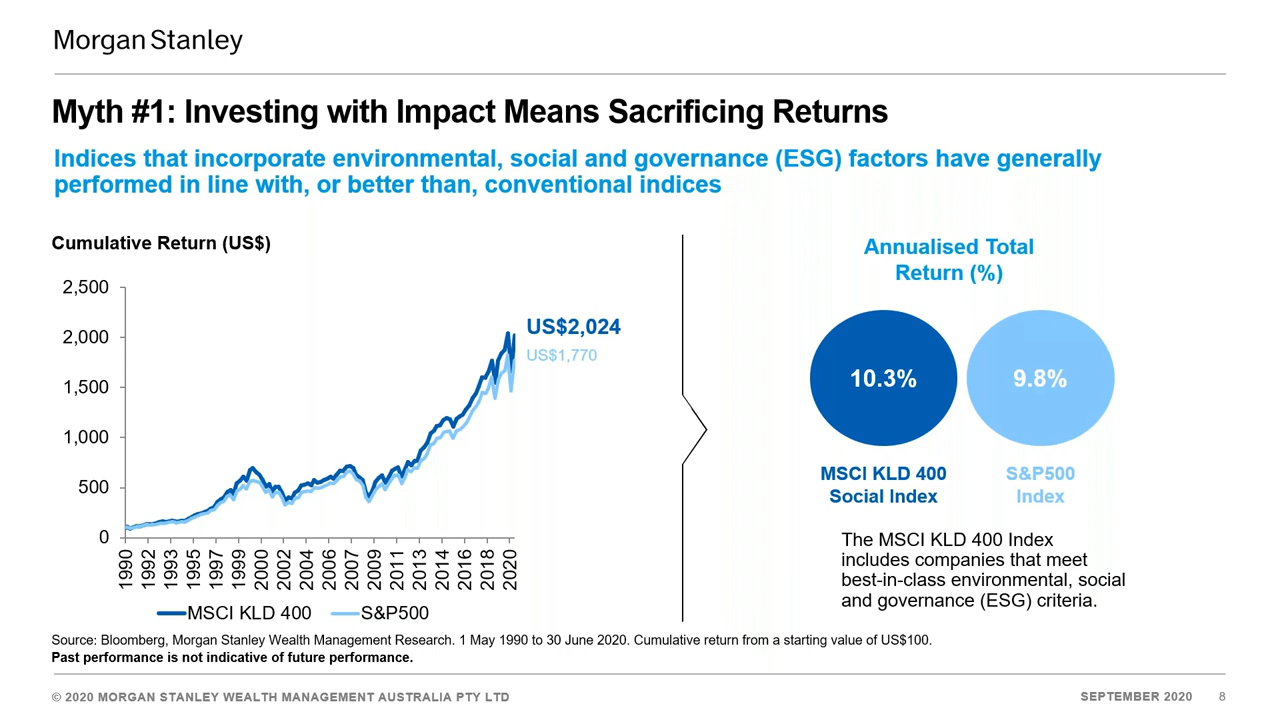 Morgan Stanley
Myth #1: Investing with Impact Means Sacrificing Returns
Indices that incorporate environmental, social and governance (ESG) factors have generally
performed in line with, or better than, conventional indices
Cumulative Return (US$)
2,500
2,000
1,500
1,000
500
0
US$2,024
US$1,770
1990
1992
1993
1995
1997
1999
2000
2002
2004
2006
2007
2009
2011
2013
2014
2016
2018
2020
MSCI KLD 400
S&P500
Annualised Total
Return (%)
10.3%
9.8%
MSCI KLD 400
Social Index
S&P500
Index
The MSCI KLD 400 Index
includes companies that meet
best-in-class environmental, social
and governance (ESG) criteria.
Source: Bloomberg, Morgan Stanley Wealth Management Research. 1 May 1990 to 30 June 2020. Cumulative return from a starting value of US$100.
Past performance is not indicative of future performance.
© 2020 MORGAN STANLEY WEALTH MANAGEMENT AUSTRALIA PTY LTD
SEPTEMBER 2020
8